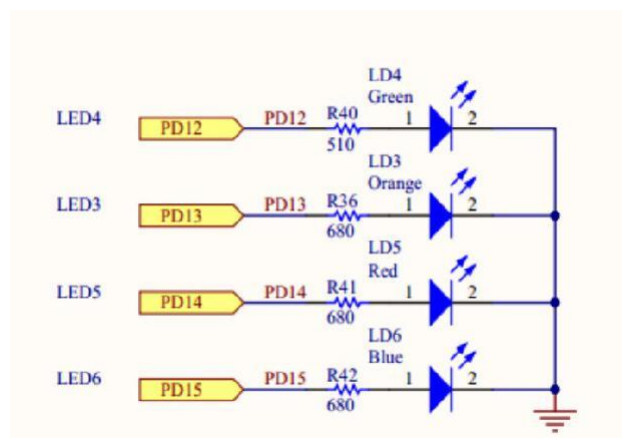 LD4
Green
LED4 PD12 PD12 R40 1 2
510
LD3
Orange
LED3 PD13 PD13 R36 1 2
680
LD5
Red
LED5 PD14 PD14 R41 1 2
680
LD6
Blue
LED6 PD15 PD15 R42 1 2
680